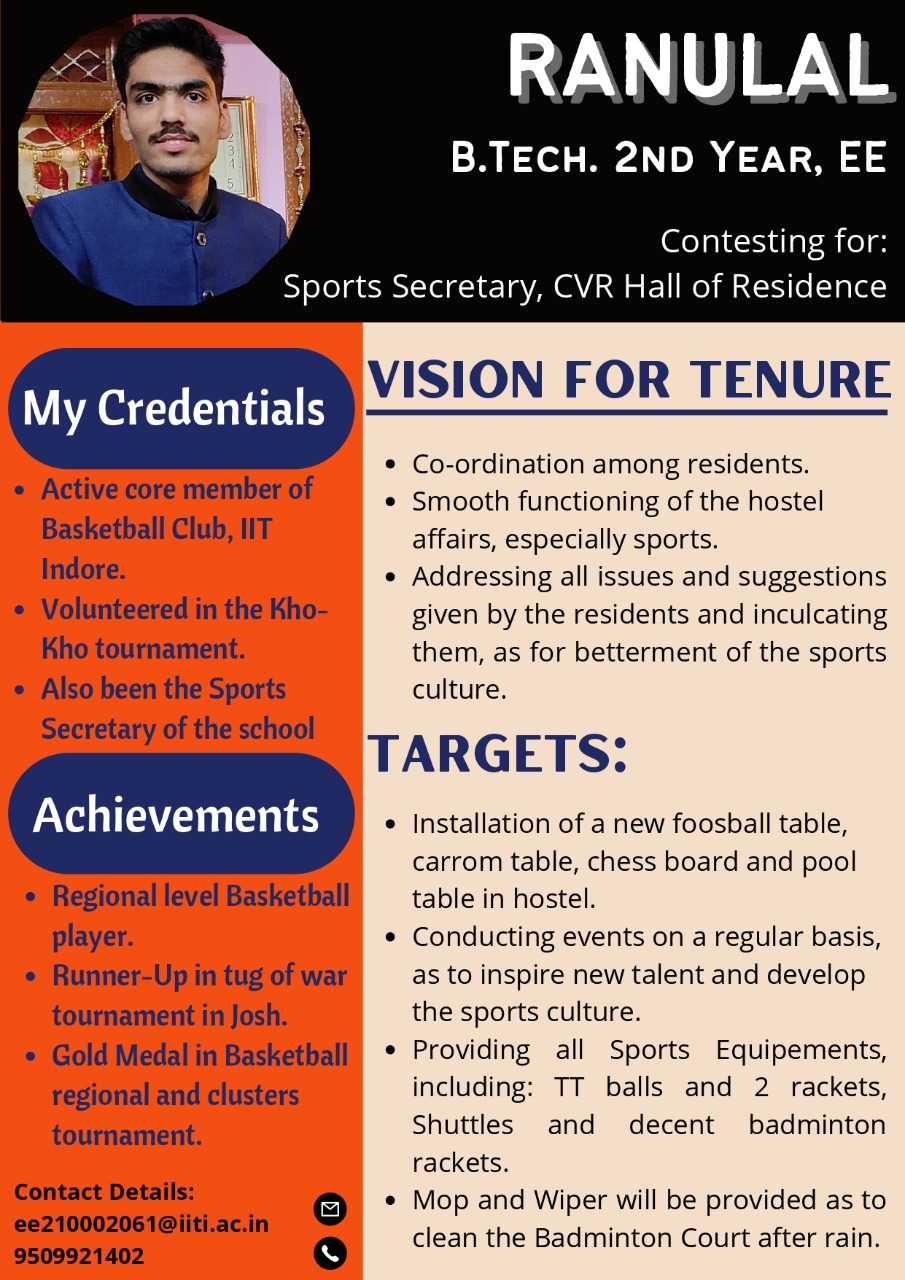 RANULAL
B.TECH. 2ND YEAR, EE
Contesting for:
Sports Secretary, CVR Hall of Residence
My Credentials
• Active core member of
Basketball Club, IIT
Indore.
• Volunteered in the Kho-
Kho tournament.
• Also been the Sports
Secretary of the school
Achievements
• Regional level Basketball
player.
• Runner-Up in tug of war
tournament in Josh.
• Gold Medal in Basketball
regional and clusters
tournament.
Contact Details:
ee210002061@iiti.ac.in
9509921402
VISION FOR TENURE
• Co-ordination among residents.
• Smooth functioning of the hostel
affairs, especially sports.
• Addressing all issues and suggestions
given by the residents and inculcating
them, as for betterment of the sports
culture.
TARGETS:
• Installation of a new foosball table,
carrom table, chess board and pool
table in hostel.
• Conducting events on a regular basis,
as to inspire new talent and develop
the sports culture.
• Providing all Sports Equipements,
including: TT balls and 2 rackets,
Shuttles and decent badminton
rackets.
• Mop and Wiper will be provided as to
clean the Badminton Court after rain.